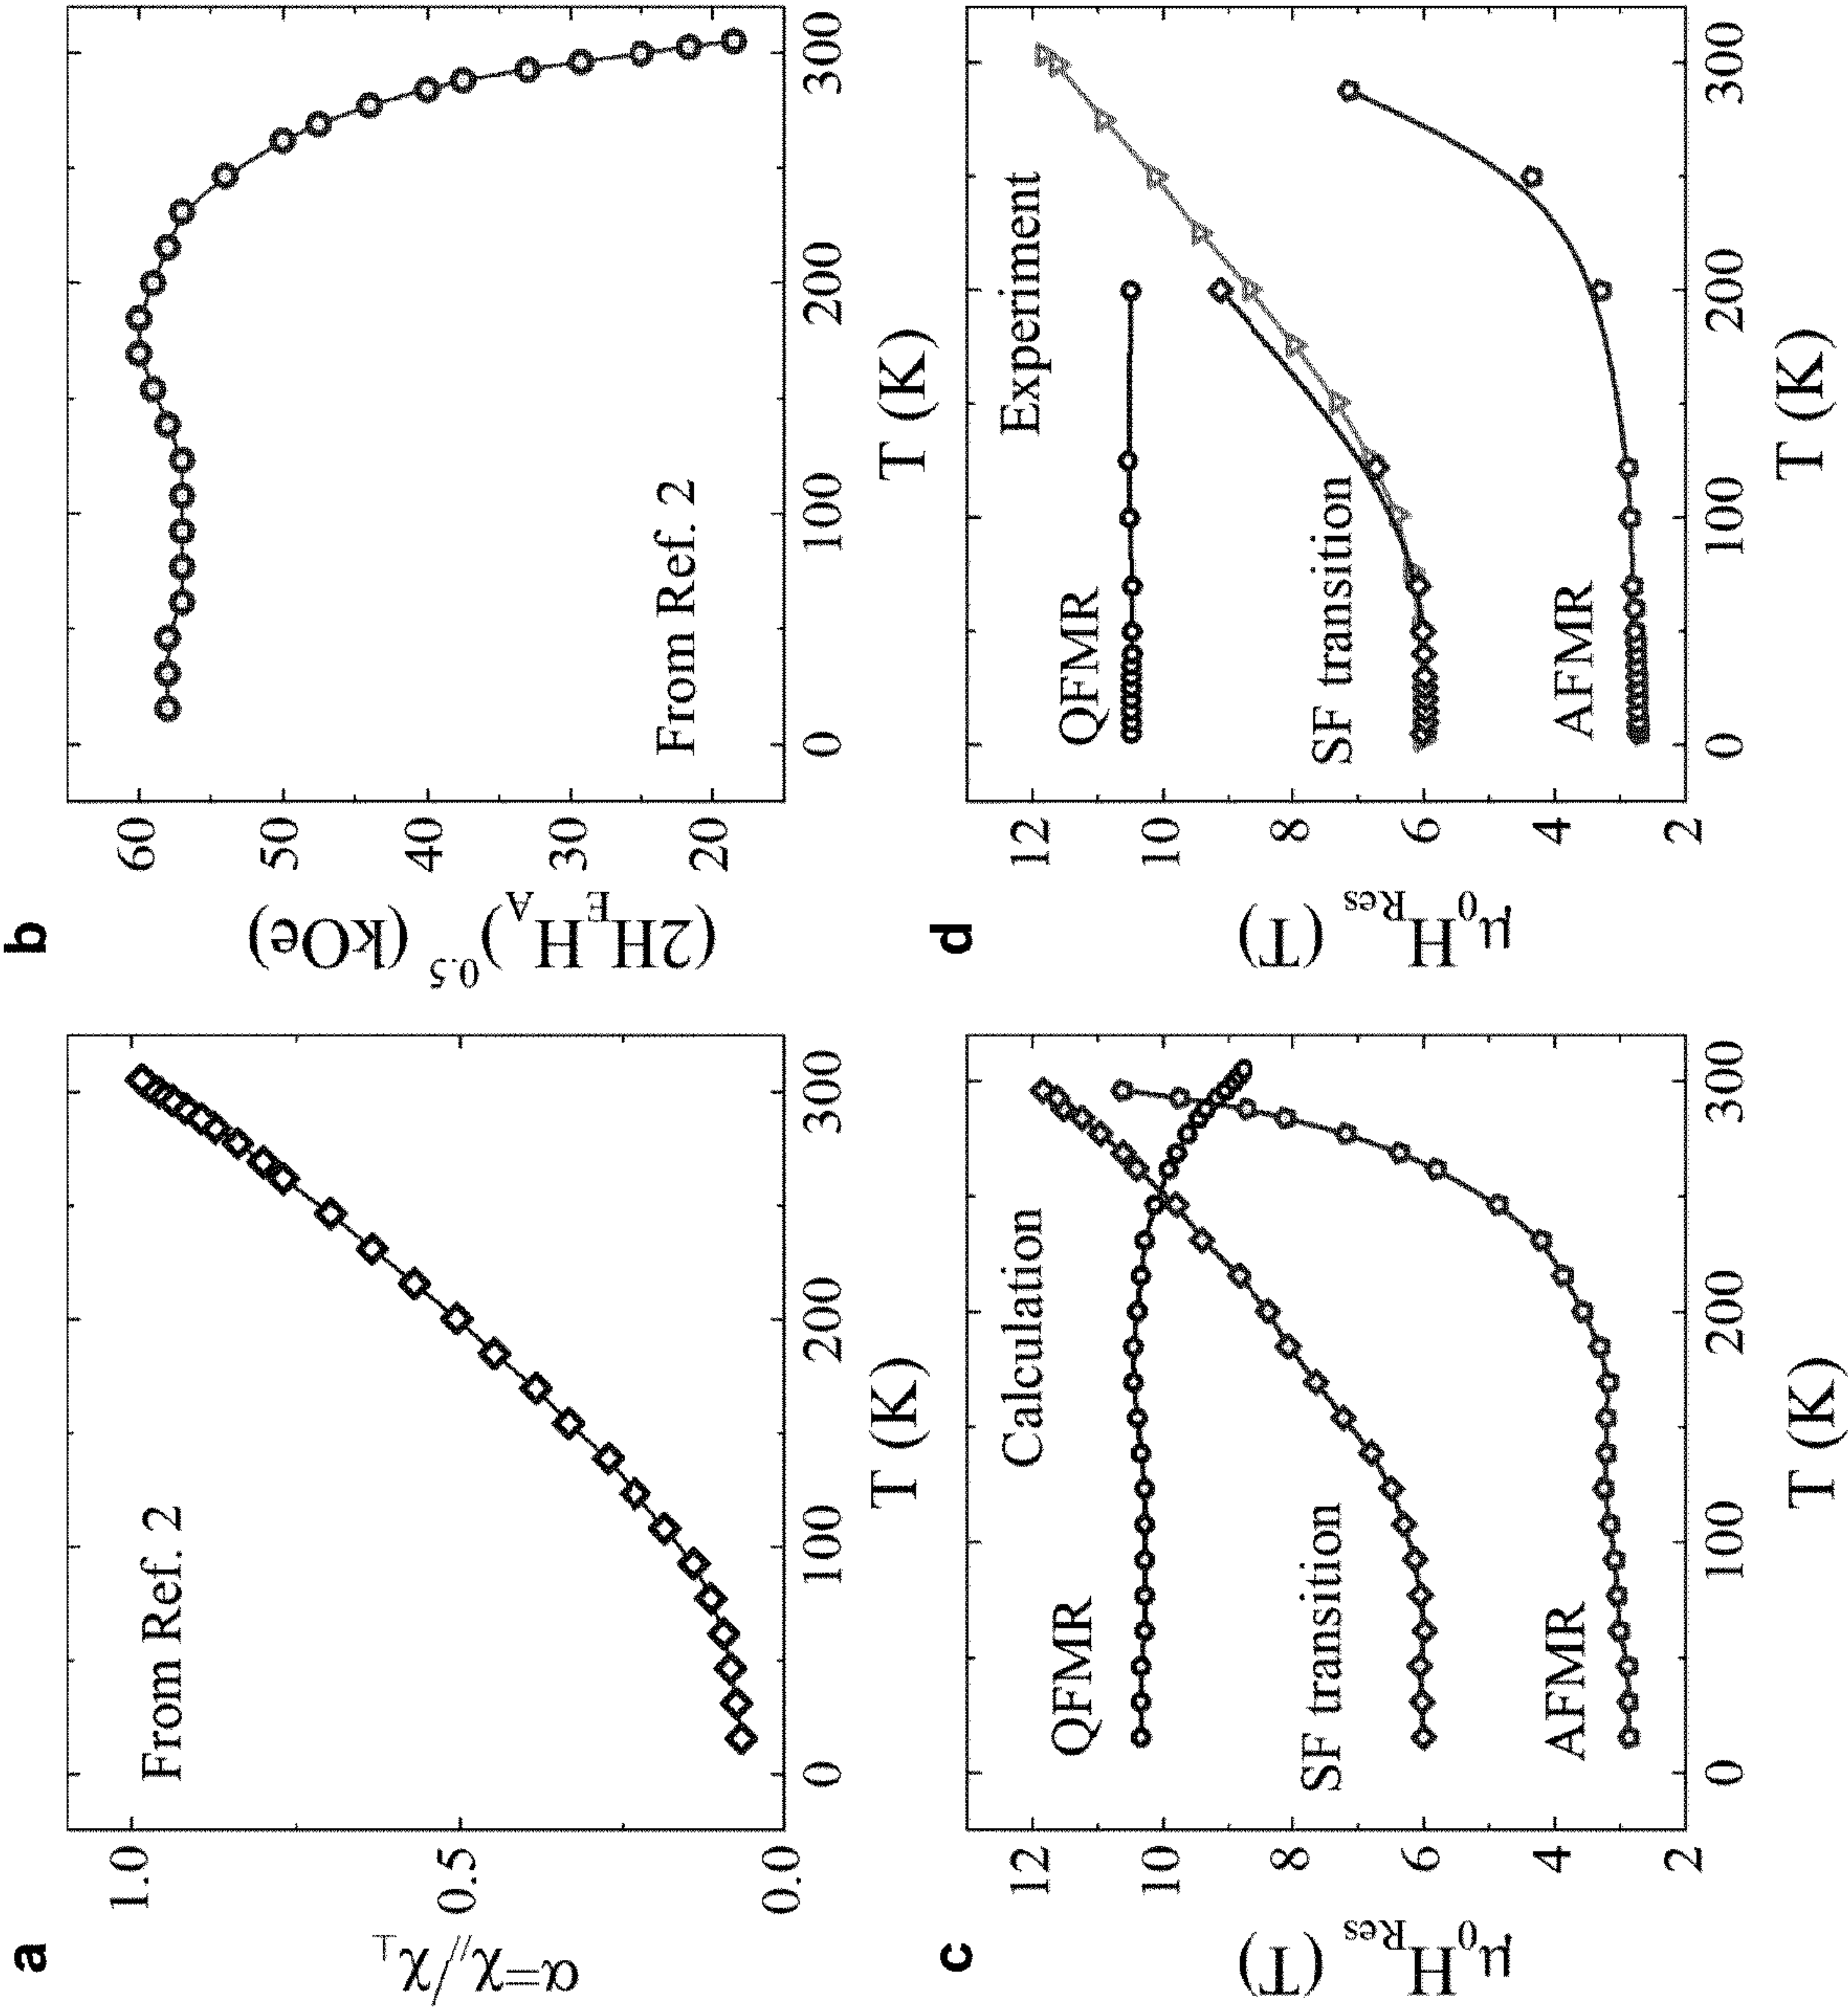 a
α=χ///χ⊥
1.0
0.5
0.0
From Ref. 2
0
100
200
300
T (K)
b
(2HEHA)0.5 (kOe)
60
50
40
30
20
From Ref. 2
0
100
200
300
T (K)
c
μ0HRes (T)
12
10
8
6
4
2
Calculation
QFMR
SF transition
AFMR
0
100
200
300
T (K)
d
μ0HRes (T)
12
10
8
6
4
2
Experiment
QFMR
SF transition
AFMR
0
100
200
300
T (K)